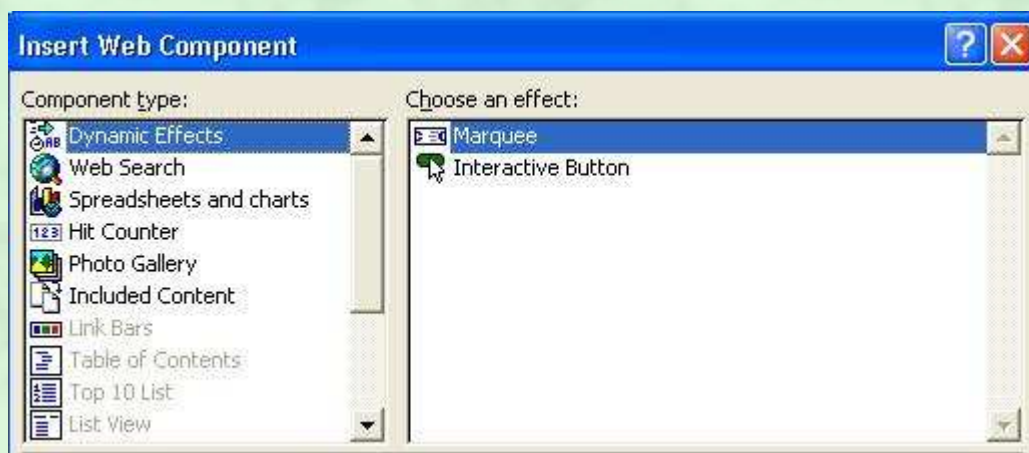 Insert Web Component
Component type:
Dynamic Effects
Web Search
Spreadsheets and charts
123 Hit Counter
Photo Gallery
Included Content
Link Bars
Table of Contents
Top 10 List
List View
Choose an effect:
Marquee
Interactive Button